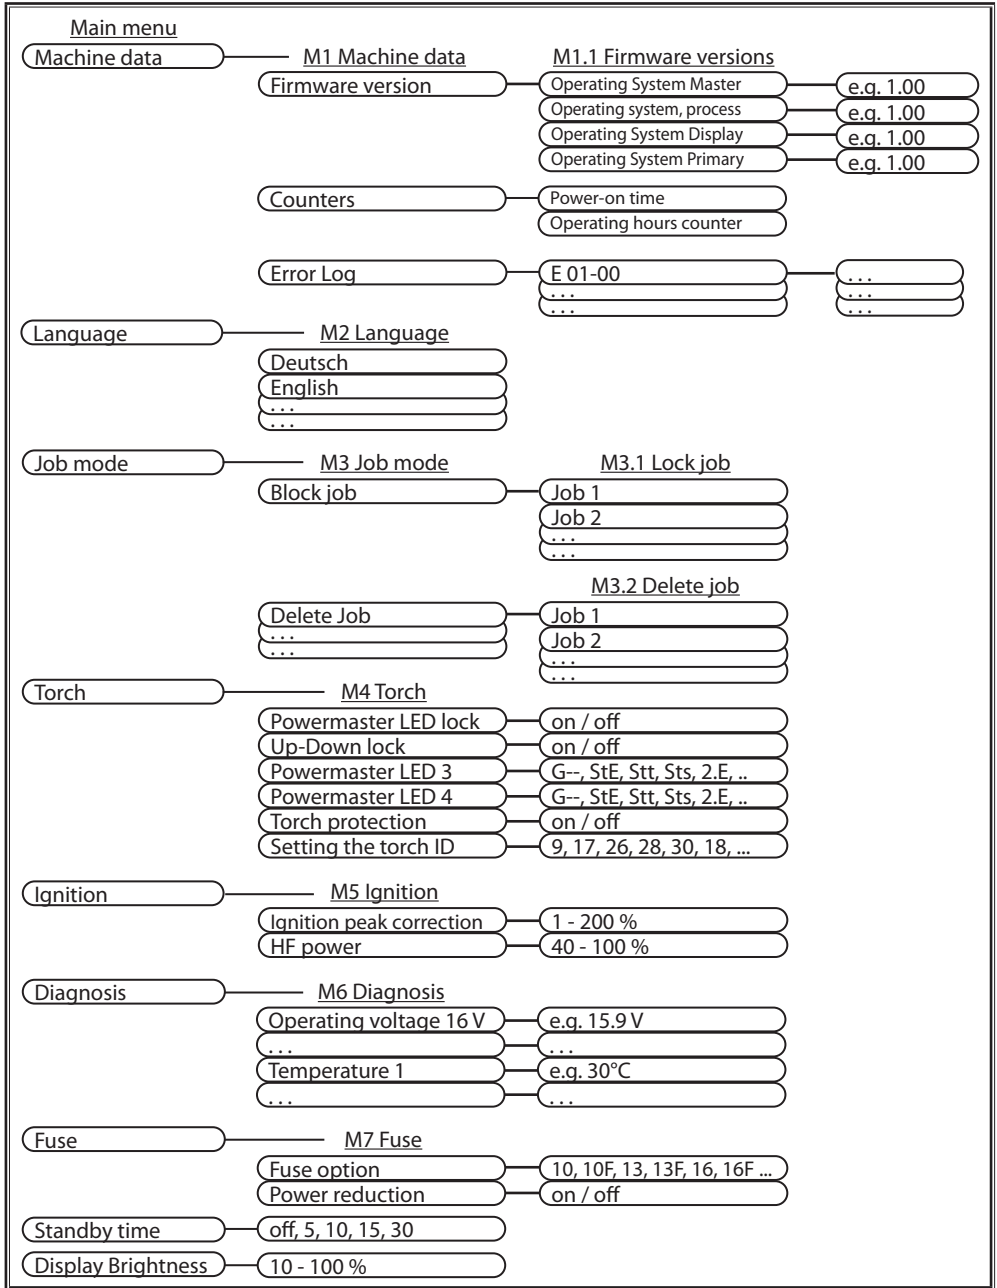 Main menu
Machine data M1 Machine data M1.1 Firmware versions
Firmware version Operating System Master e.g. 1.00
Operating system, process e.g. 1.00
Operating System Display e.g. 1.00
Operating System Primary e.g. 1.00
Counters Power-on time
Operating hours counter
Error Log E 01-00 . . .
. . . . . .
. . . . . .
Language M2 Language
Deutsch
English
. . .
. . .
Job mode M3 Job mode M3.1 Lock job
Block job Job 1
Job 2
. . .
. . .
M3.2 Delete job
Delete Job Job 1
. . . Job 2
. . . . . .
. . .
Torch M4 Torch
Powermaster LED lock on / off
Up-Down lock on / off
Powermaster LED 3 G--, StE, Stt, Sts, 2.E, ..
Powermaster LED 4 G--, StE, Stt, Sts, 2.E, ..
Torch protection on / off
Setting the torch ID 9, 17, 26, 28, 30, 18, ...
Ignition M5 Ignition
Ignition peak correction 1 - 200 %
HF power 40 - 100 %
Diagnosis M6 Diagnosis
Operating voltage 16 V e.g. 15.9 V
. . . . . .
Temperature 1 e.g. 30°C
. . . . . .
Fuse M7 Fuse
Fuse option 10, 10F, 13, 13F, 16, 16F ...
Power reduction on / off
Standby time off, 5, 10, 15, 30
Display Brightness 10 - 100 %